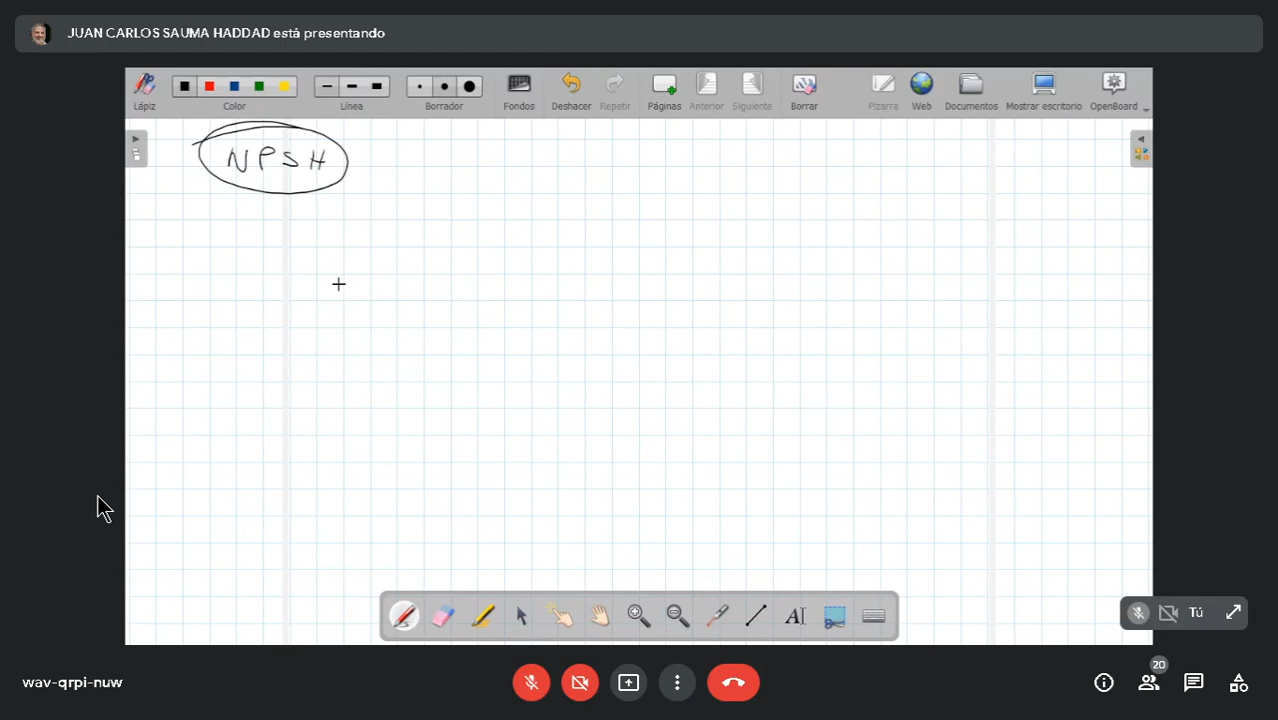 JUAN CARLOS SAUMA HADDAD está presentando
Lápiz Color Línea Borrador Fondos Deshacer Repetir Páginas Anterior Siguiente Borrar Pizarra Web Documentos Mostrar escritorio OpenBoard
NPSH
Tú
20
wav-qrpi-nuw